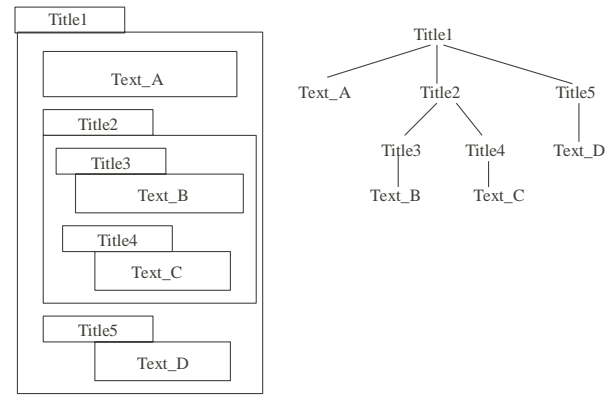 Title1
Text_A
Title2
Title3
Text_B
Title4
Text_C
Title5
Text_D
Title1
Text_A Title2 Title5
Title3 Title4 Text_D
Text_B Text_C